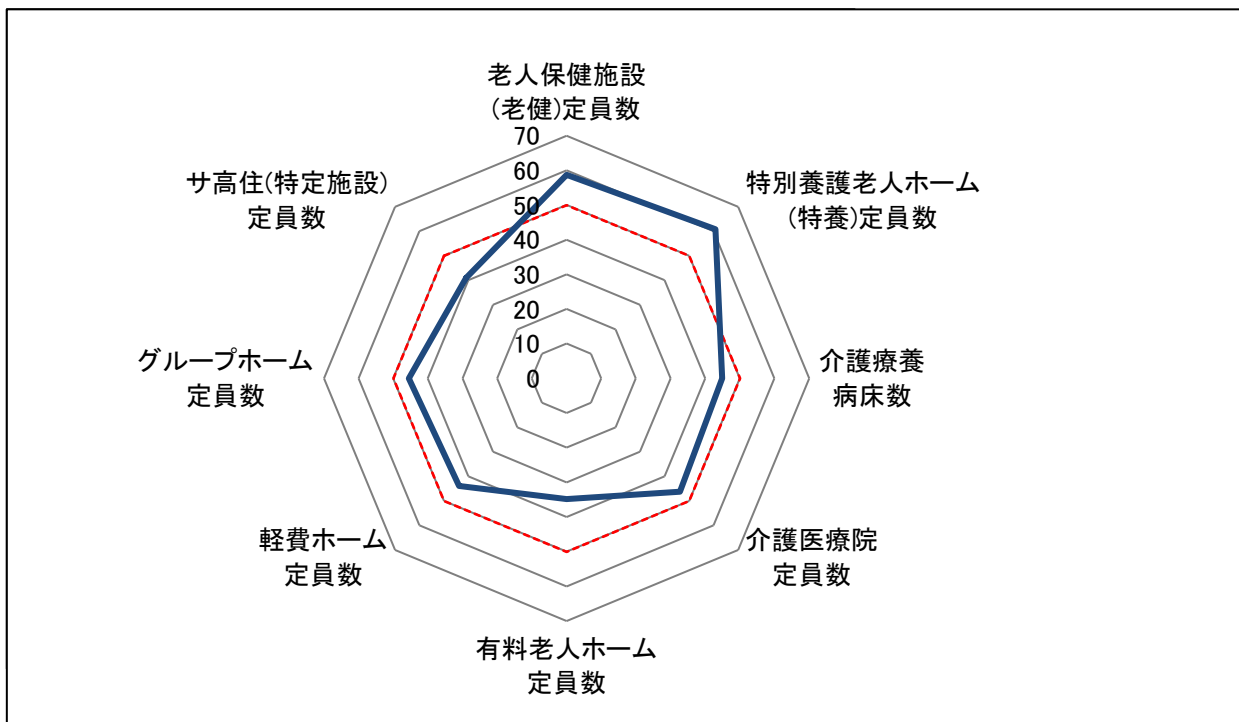 老人保健施設
(老健)定員数
特別養護老人ホーム
(特養)定員数
介護療養
病床数
介護医療院
定員数
有料老人ホーム
定員数
軽費ホーム
定員数
グループホーム
定員数
サ高住(特定施設)
定員数
70
60
50
40
30
20
10
0